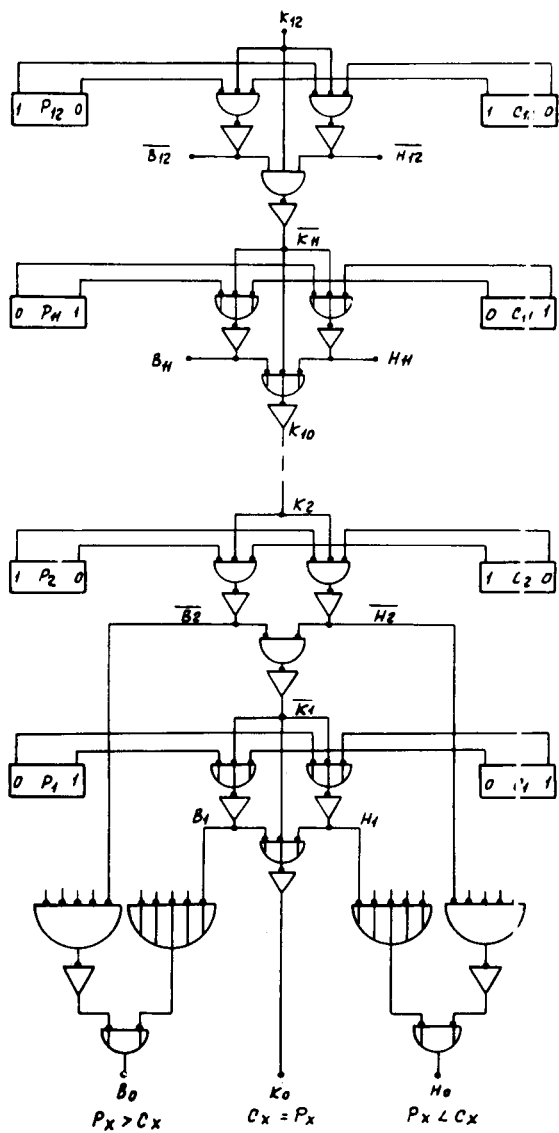 K12
1 P12 0
1 C12 0
B12
H12
K11
0 P11 1
0 C11 1
B11
H11
K10
K2
1 P2 0
1 C2 0
B2
H2
K1
0 P1 1
0 C1 1
B1
H1
B0
K0
H0
Px > Cx
Cx = Px
Px < Cx